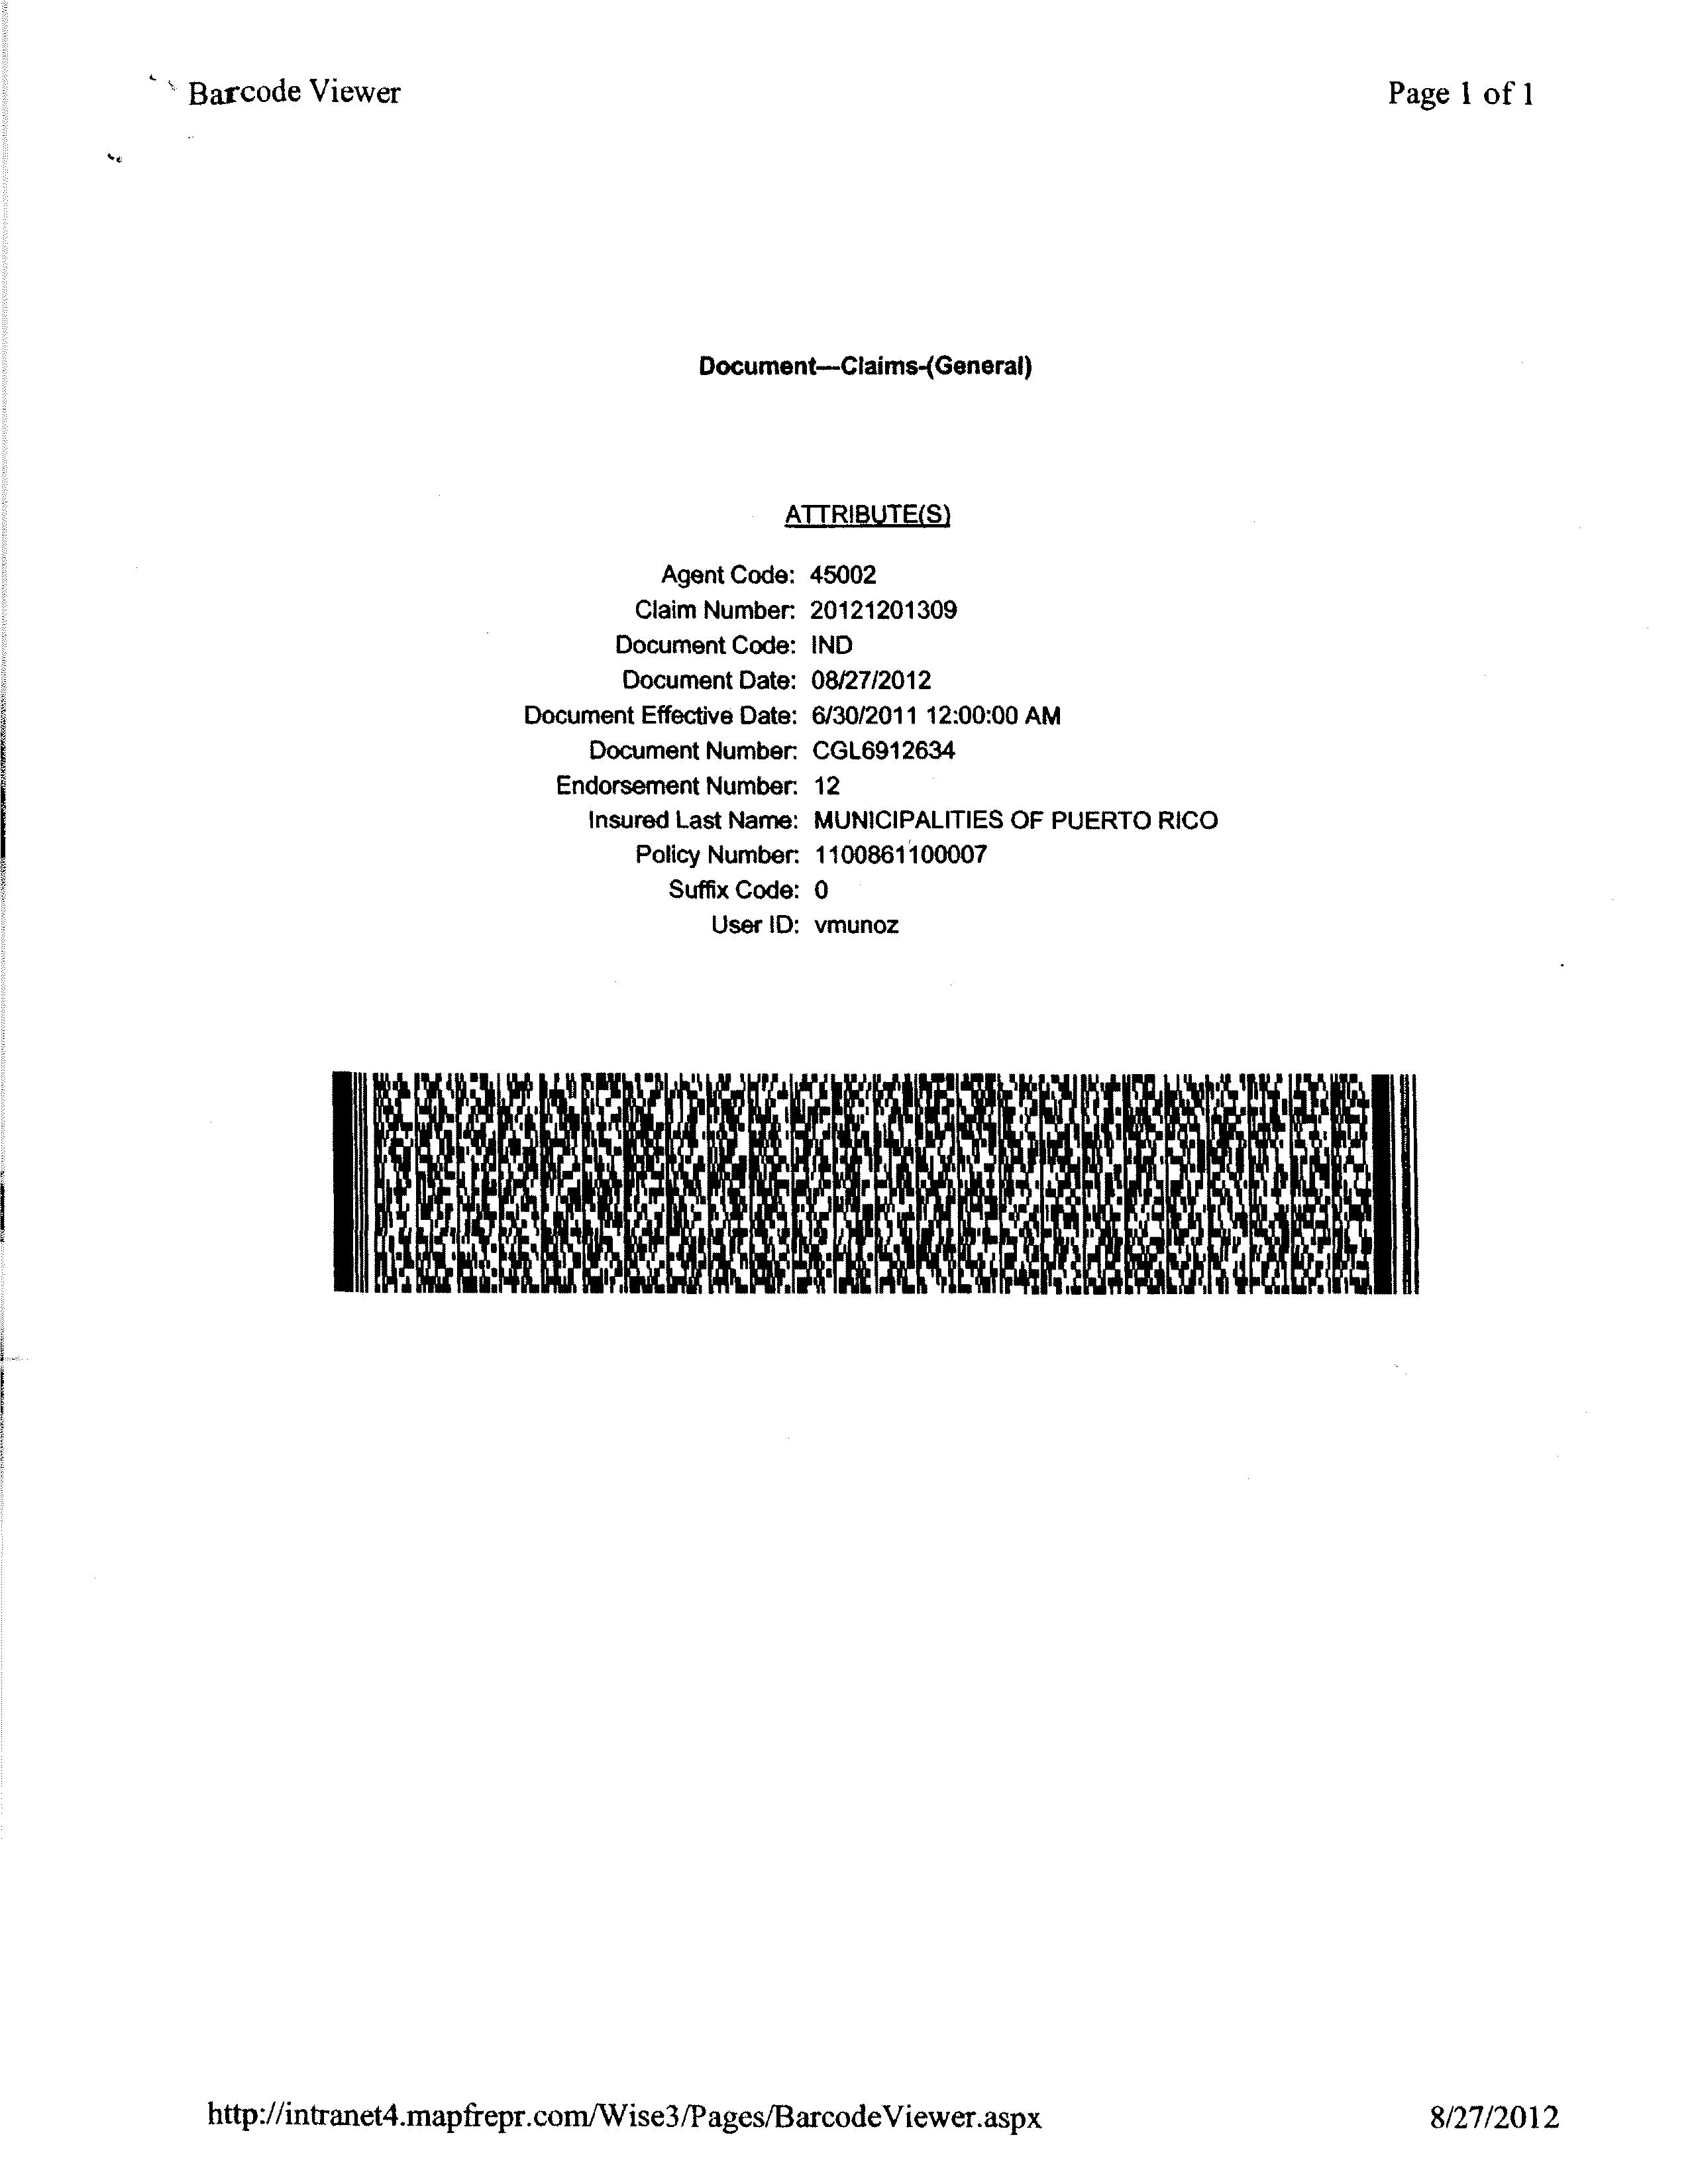 Barcode Viewer
Page 1 of 1
Document---Claims-(General)
ATTRIBUTE(S)
Agent Code: 45002
Claim Number: 20121201309
Document Code: IND
Document Date: 08/27/2012
Document Effective Date: 6/30/2011 12:00:00 AM
Document Number: CGL6912634
Endorsement Number: 12
Insured Last Name: MUNICIPALITIES OF PUERTO RICO
Policy Number: 1100861100007
Suffix Code: 0
User ID: vmunoz
http://intranet4.mapfrepr.com/Wise3/Pages/BarcodeViewer.aspx
8/27/2012